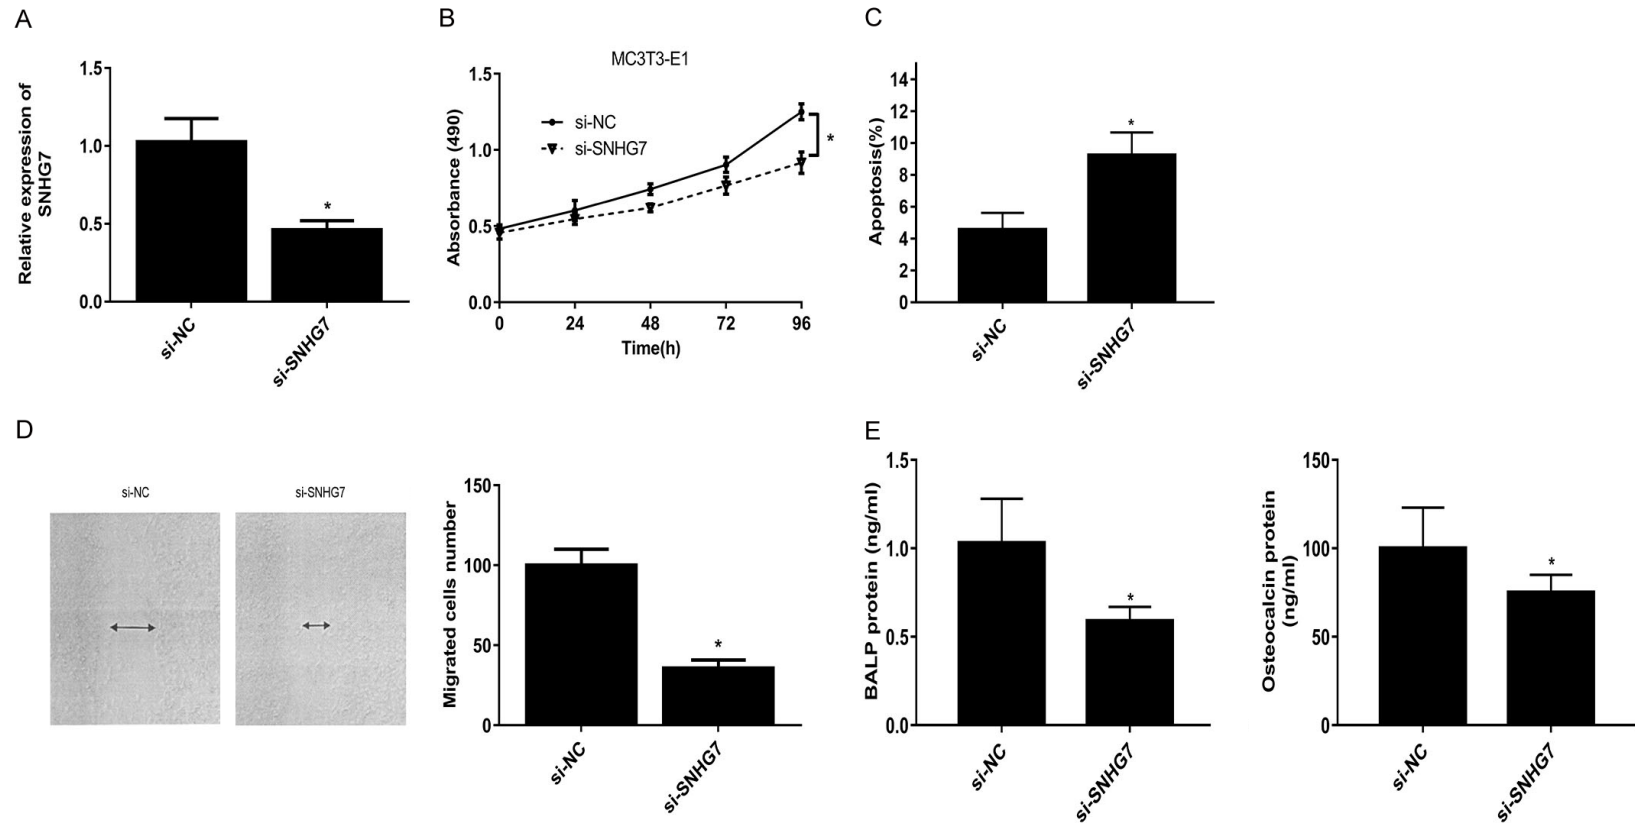 A
Relative expression of
SNHG7
1.5
1.0
0.5
0.0
*
si-NC
si-SNHG7
B
MC3T3-E1
Absorbance (490)
1.5
1.0
0.5
0.0
si-NC
si-SNHG7
*
0 24 48 72 96
Time(h)
C
Apoptosis(%)
14
12
10
8
6
4
2
0
*
si-NC
si-SNHG7
D
si-NC si-SNHG7
Migrated cells number
150
100
50
0
*
si-NC
si-SNHG7
E
BALP protein (ng/ml)
1.5
1.0
0.5
0.0
*
si-NC
si-SNHG7
Osteocalcin protein
(ng/ml)
150
100
50
0
*
si-NC
si-SNHG7